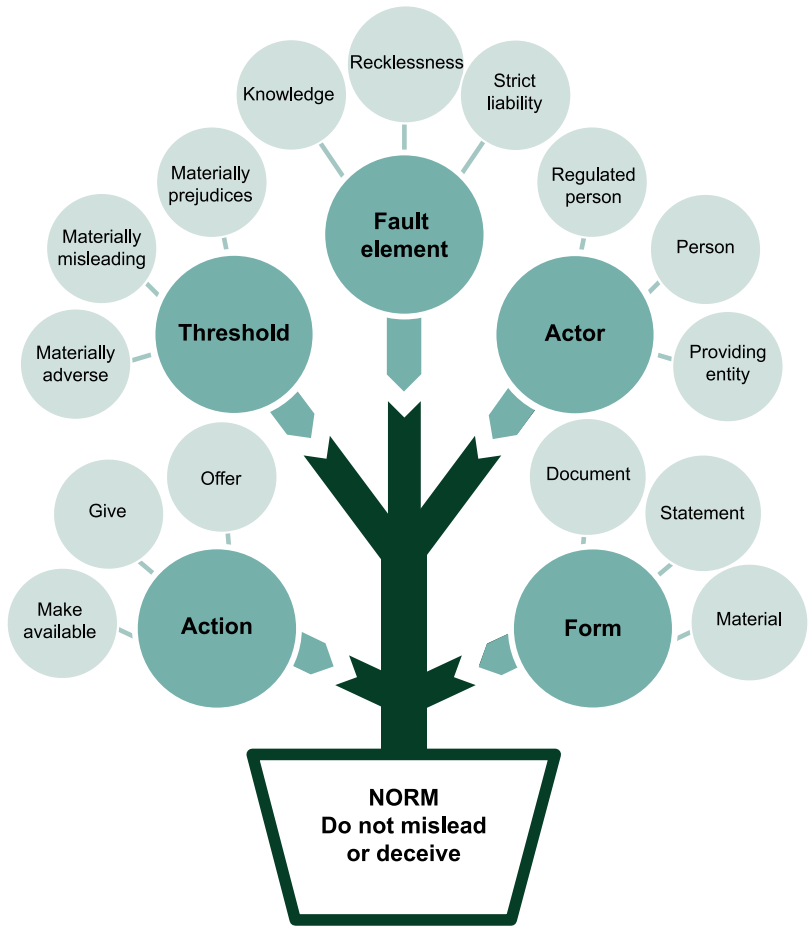 Recklessness
Knowledge
Strict
liability
Fault
element
Materially
prejudices
Materially
misleading
Materially
adverse
Threshold
Regulated
person
Person
Providing
entity
Actor
Offer
Give
Make
available
Action
Document
Statement
Material
Form
NORM
Do not mislead
or deceive